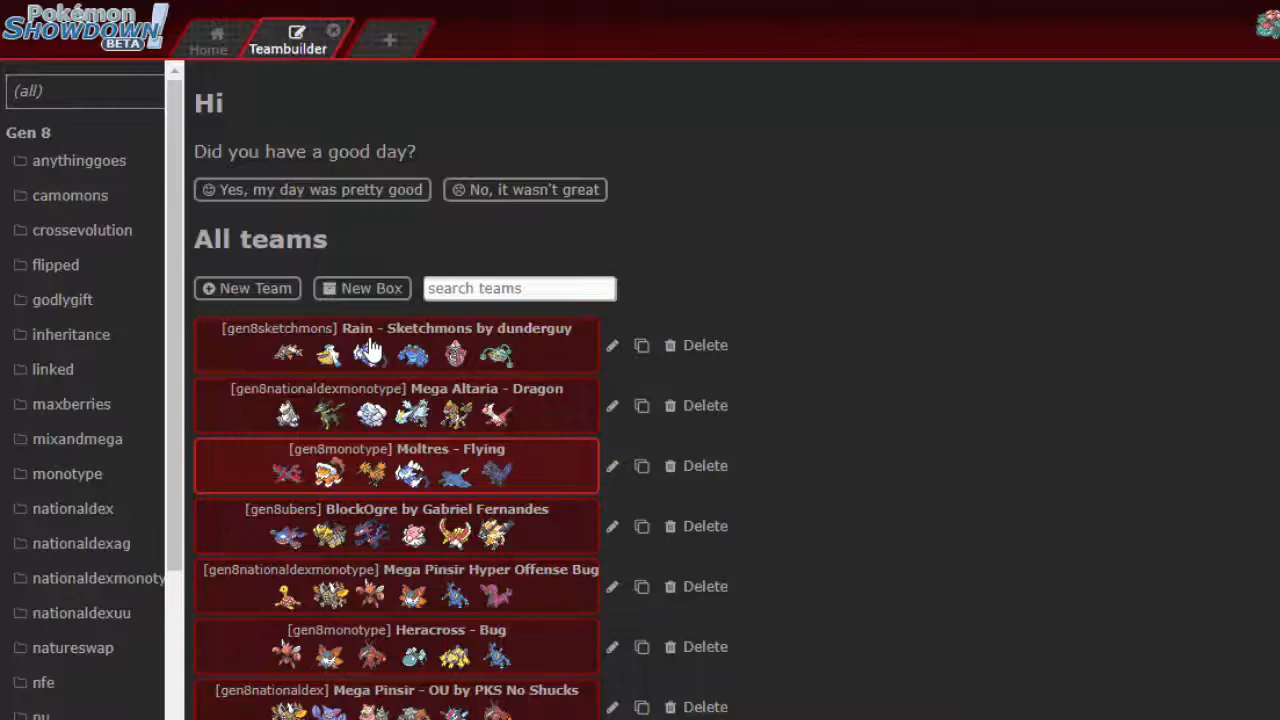 Pokémon
SHOWDOWN!
BETA
Home
Teambuilder
(all)
Gen 8
anythinggoes
camomons
crossevolution
flipped
godlygift
inheritance
linked
maxberries
mixandmega
monotype
nationaldex
nationaldexag
nationaldexmonoty
nationaldexuu
natureswap
nfe
nu
Hi
Did you have a good day?
Yes, my day was pretty good
No, it wasn't great
All teams
New Team
New Box
search teams
[gen8sketchmons] Rain - Sketchmons by dunderguy
Delete
[gen8nationaldexmonotype] Mega Altaria - Dragon
Delete
[gen8monotype] Moltres - Flying
Delete
[gen8ubers] BlockOgre by Gabriel Fernandes
Delete
[gen8nationaldexmonotype] Mega Pinsir Hyper Offense Bug
Delete
[gen8monotype] Heracross - Bug
Delete
[gen8nationaldex] Mega Pinsir - OU by PKS No Shucks
Delete